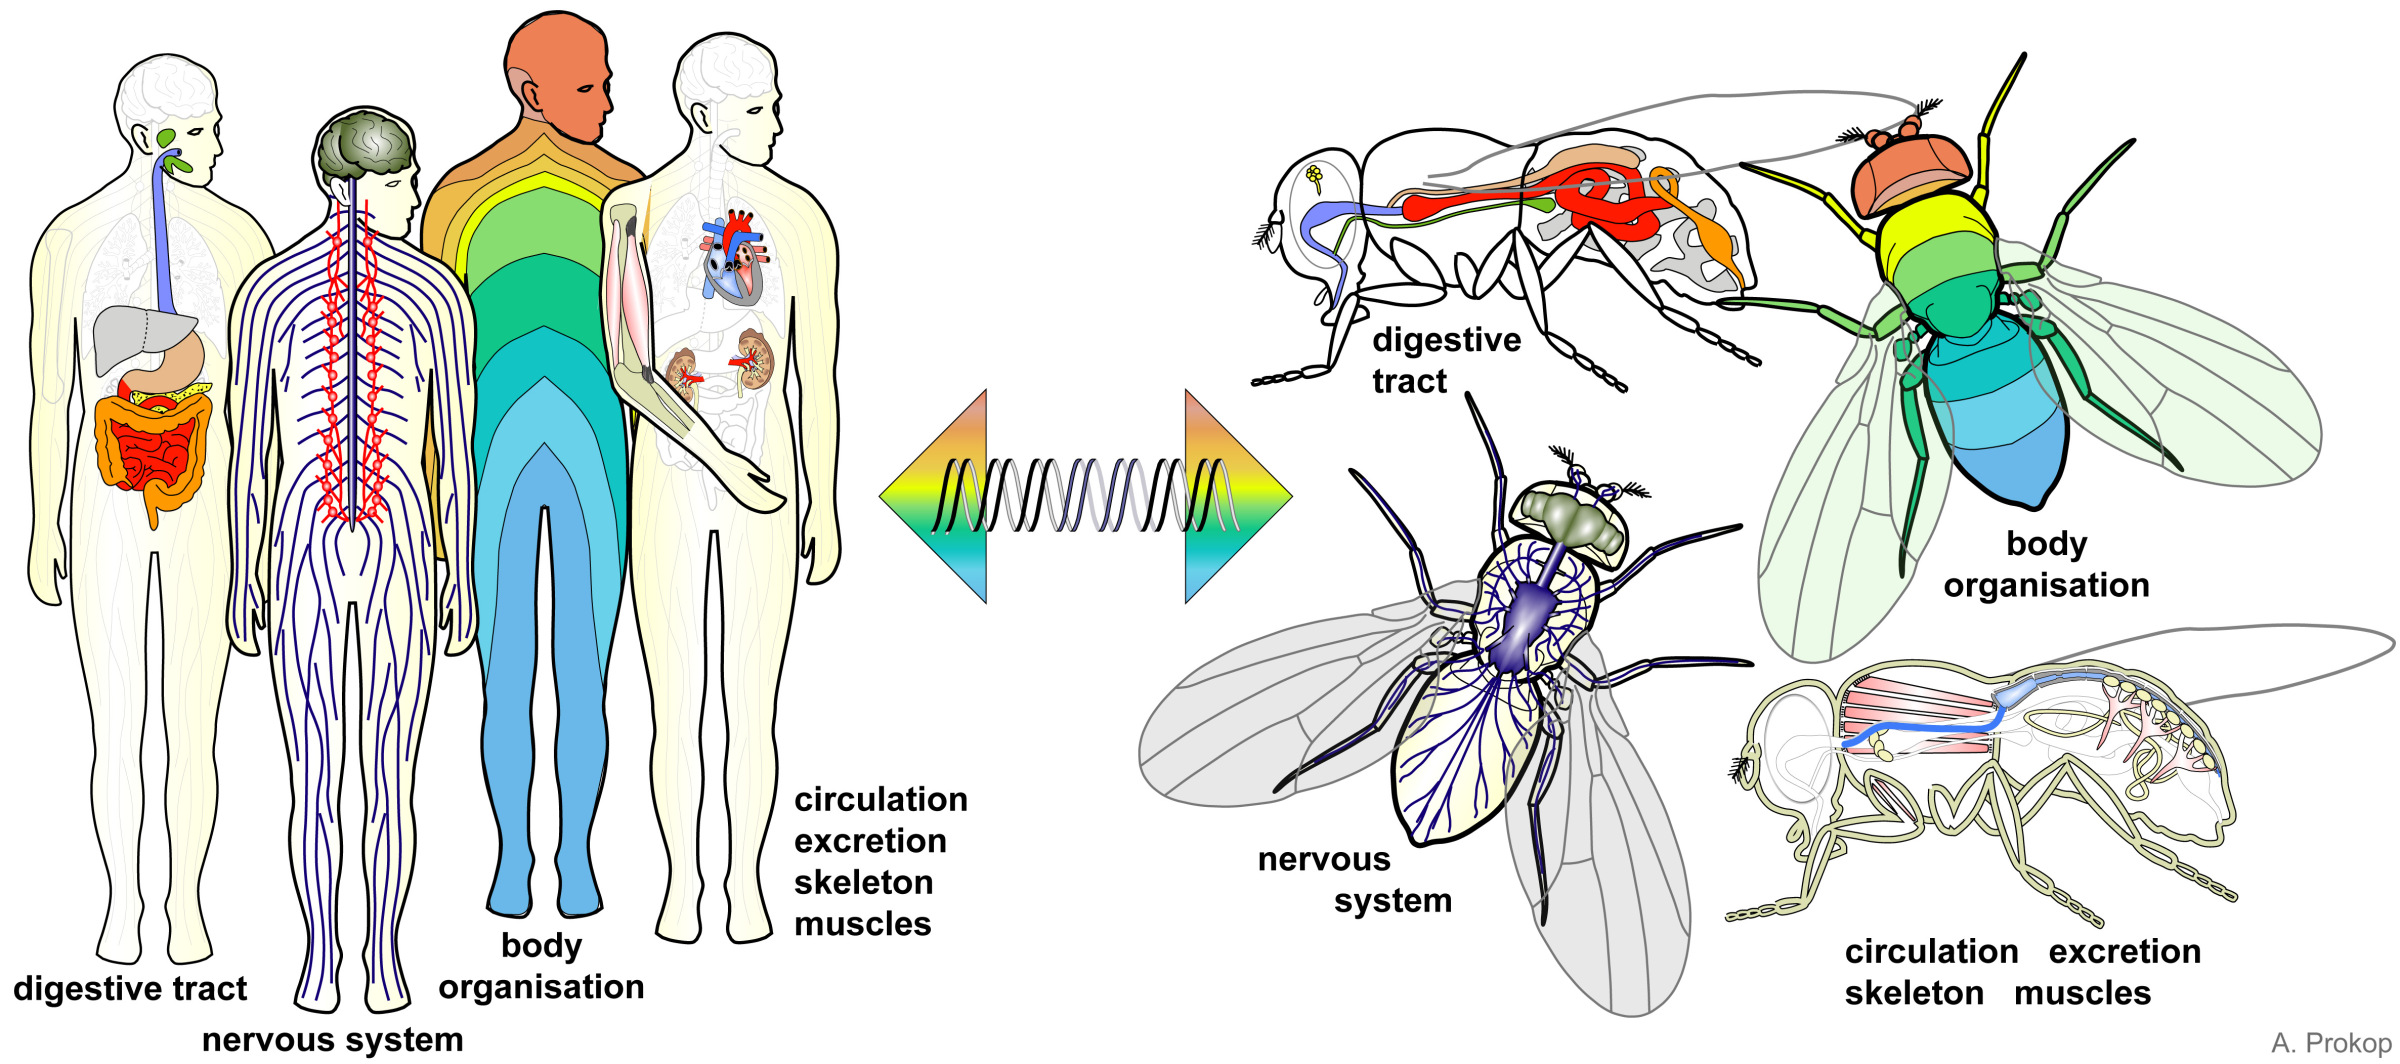 digestive tract
nervous system
body
organisation
circulation
excretion
skeleton
muscles
digestive
tract
body
organisation
nervous
system
circulation excretion
skeleton muscles
A. Prokop